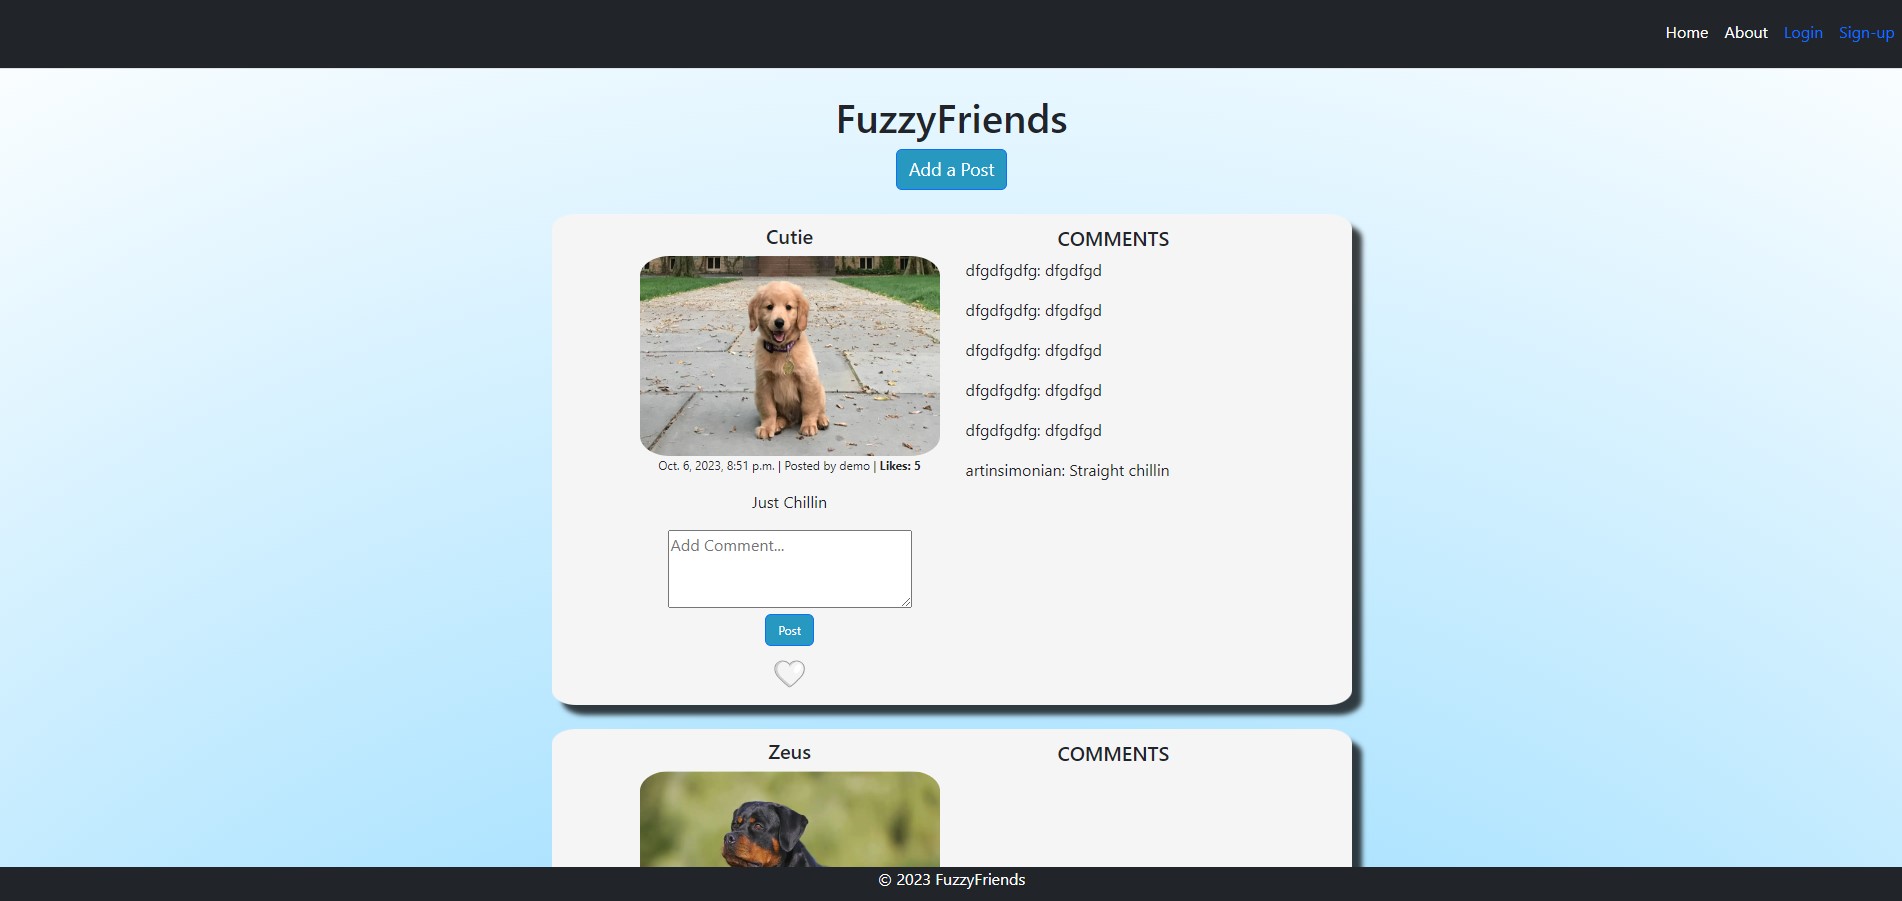 Home About Login Sign-up
FuzzyFriends
Add a Post
Cutie
Oct. 6, 2023, 8:51 p.m. | Posted by demo | Likes: 5
Just Chillin
Add Comment...
Post
COMMENTS
dfgdfgdfg: dfgdfgd
dfgdfgdfg: dfgdfgd
dfgdfgdfg: dfgdfgd
dfgdfgdfg: dfgdfgd
dfgdfgdfg: dfgdfgd
artinsimonian: Straight chillin
Zeus
COMMENTS
© 2023 FuzzyFriends